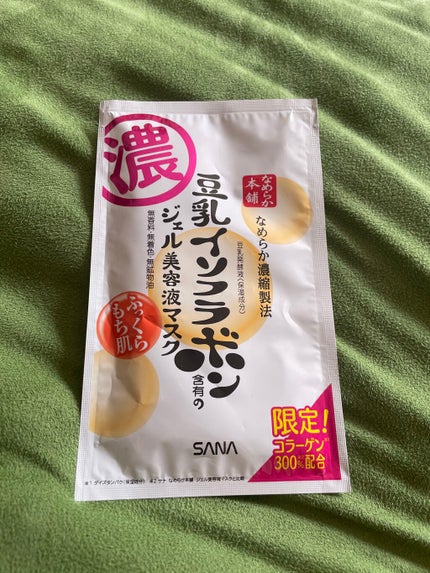 濃
なめらか
本舗
なめらか濃縮製法
豆乳発酵液(保湿成分)
豆乳イソフラボン
含有の
ジェル美容液マスク
無香料・無着色・無鉱物油
ふっくら
もち肌
限定!
コラーゲン
300%配合
SANA